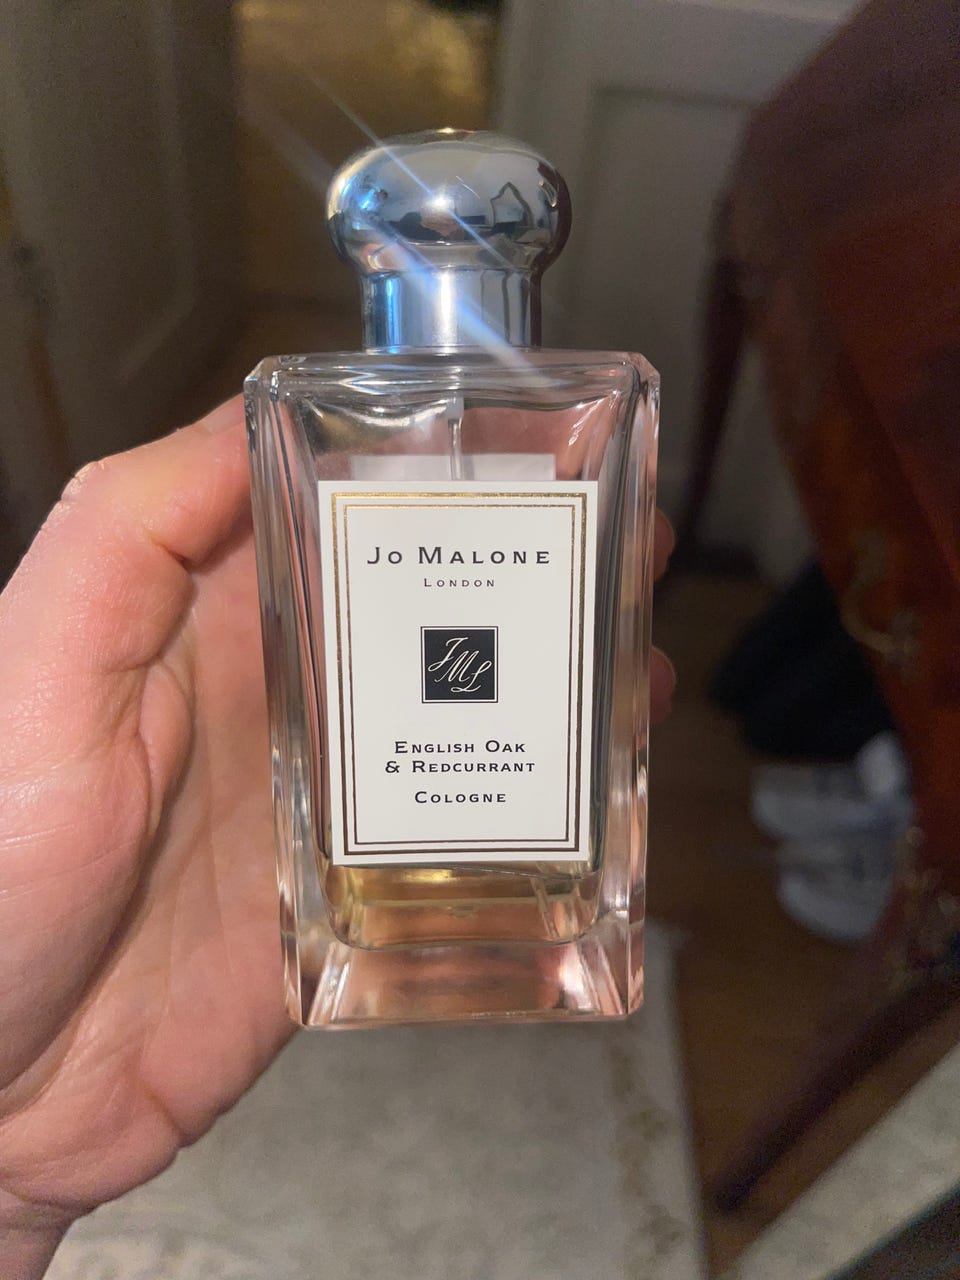 Jo Malone
London
JML
English Oak
& Redcurrant
Cologne